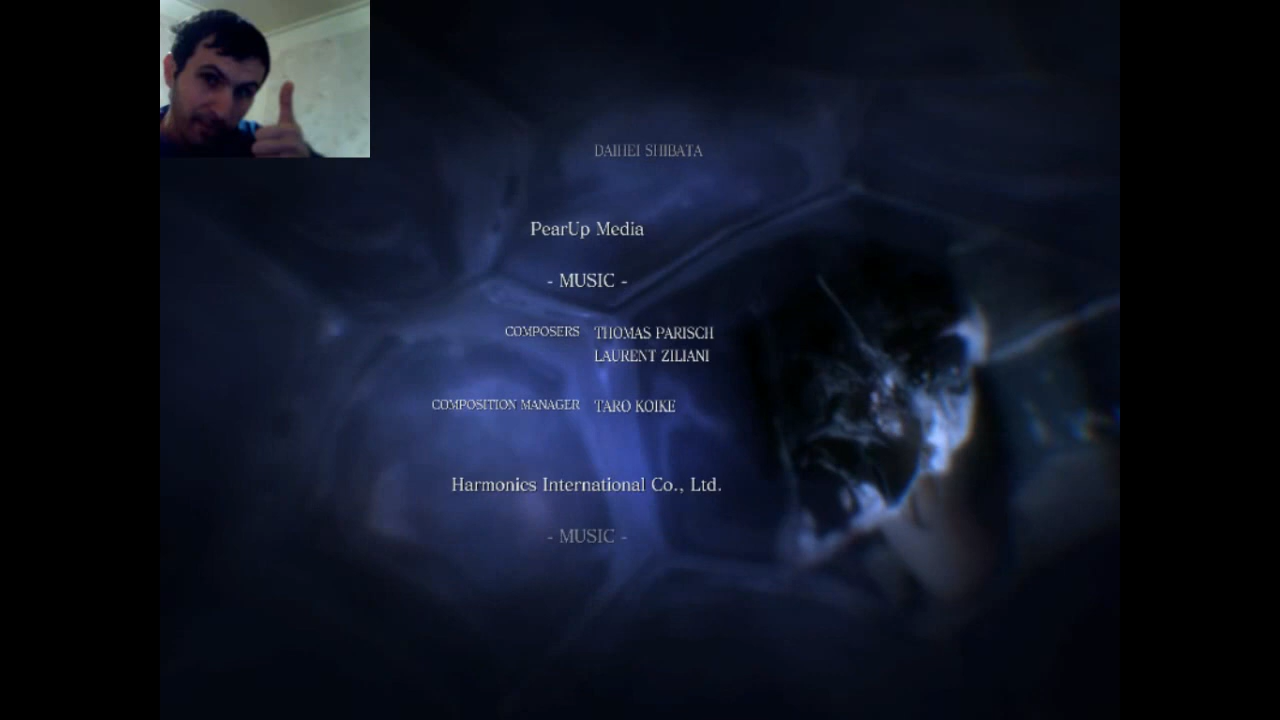 DAIHEI SHIBATA
PearUp Media
- MUSIC -
COMPOSERS THOMAS PARISCH
LAURENT ZILIANI
COMPOSITION MANAGER TARO KOIKE
Harmonics International Co., Ltd.
- MUSIC -